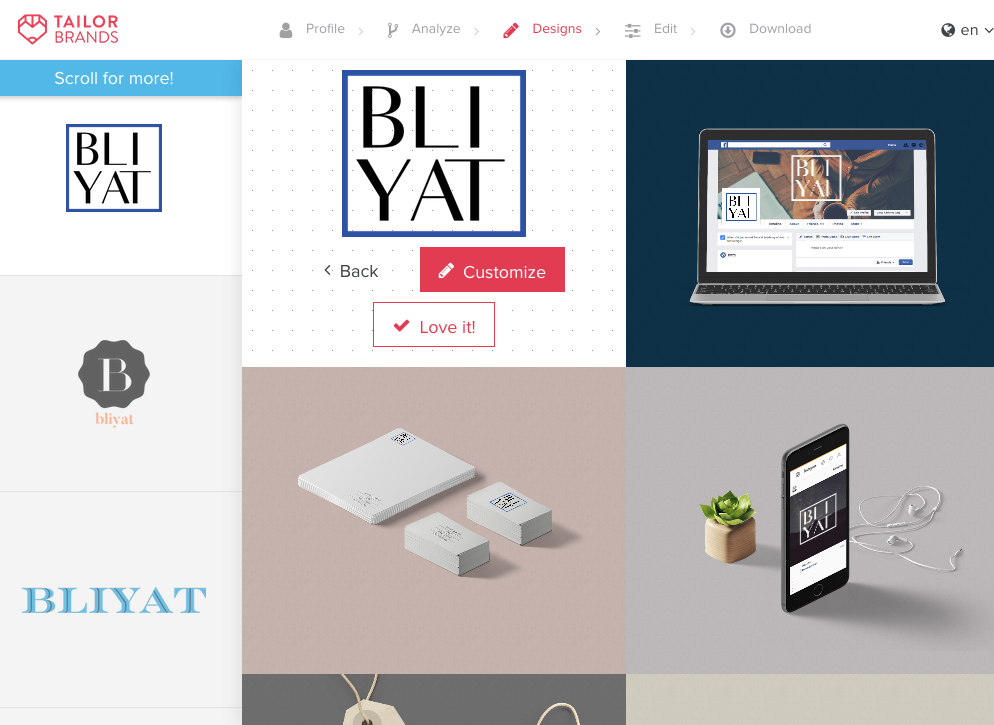 TAILOR
BRANDS
Profile
Analyze
Designs
Edit
Download
en
Scroll for more!
BLI
YAT
B
bliyat
BLIYAT
BLI
YAT
Back
Customize
Love it!
BLI
YAT
BLI
YAT
BLI
YAT